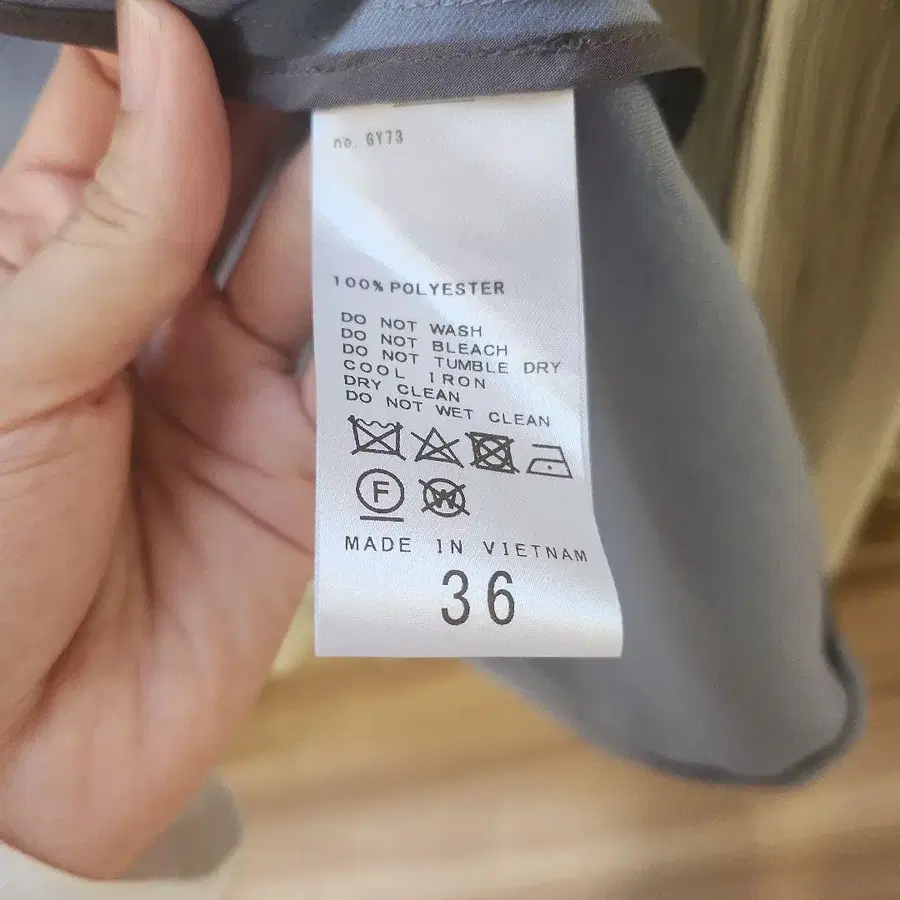 no. GY73
100% POLYESTER
DO NOT WASH
DO NOT BLEACH
DO NOT TUMBLE DRY
COOL IRON
DRY CLEAN
DO NOT WET CLEAN
F W
MADE IN VIETNAM
36